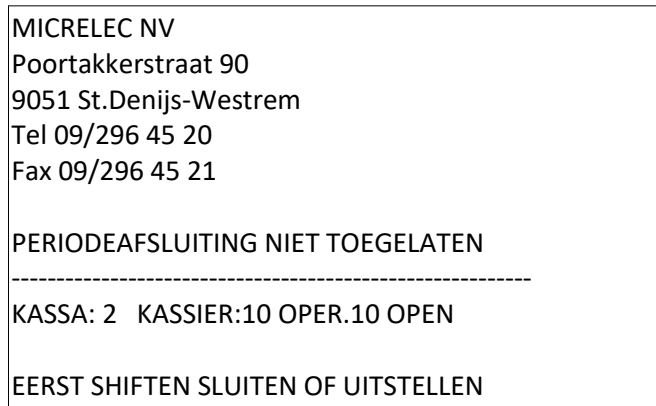 MICRELEC NV
Poortakkerstraat 90
9051 St.Denijs-Westrem
Tel 09/296 45 20
Fax 09/296 45 21
PERIODEAFSLUITING NIET TOEGELATEN
----------------------------------------------------------
KASSA: 2 KASSIER:10 OPER.10 OPEN
EERST SHIFTEN SLUITEN OF UITSTELLEN